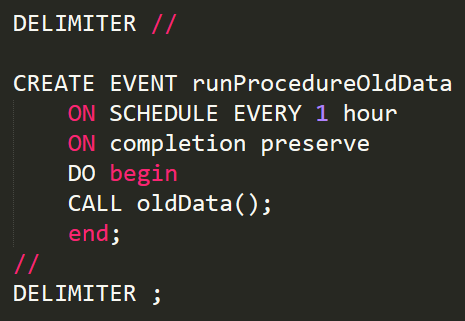 DELIMITER //
CREATE EVENT runProcedureOldData
ON SCHEDULE EVERY 1 hour
ON completion preserve
DO begin
CALL oldData();
end;
//
DELIMITER ;